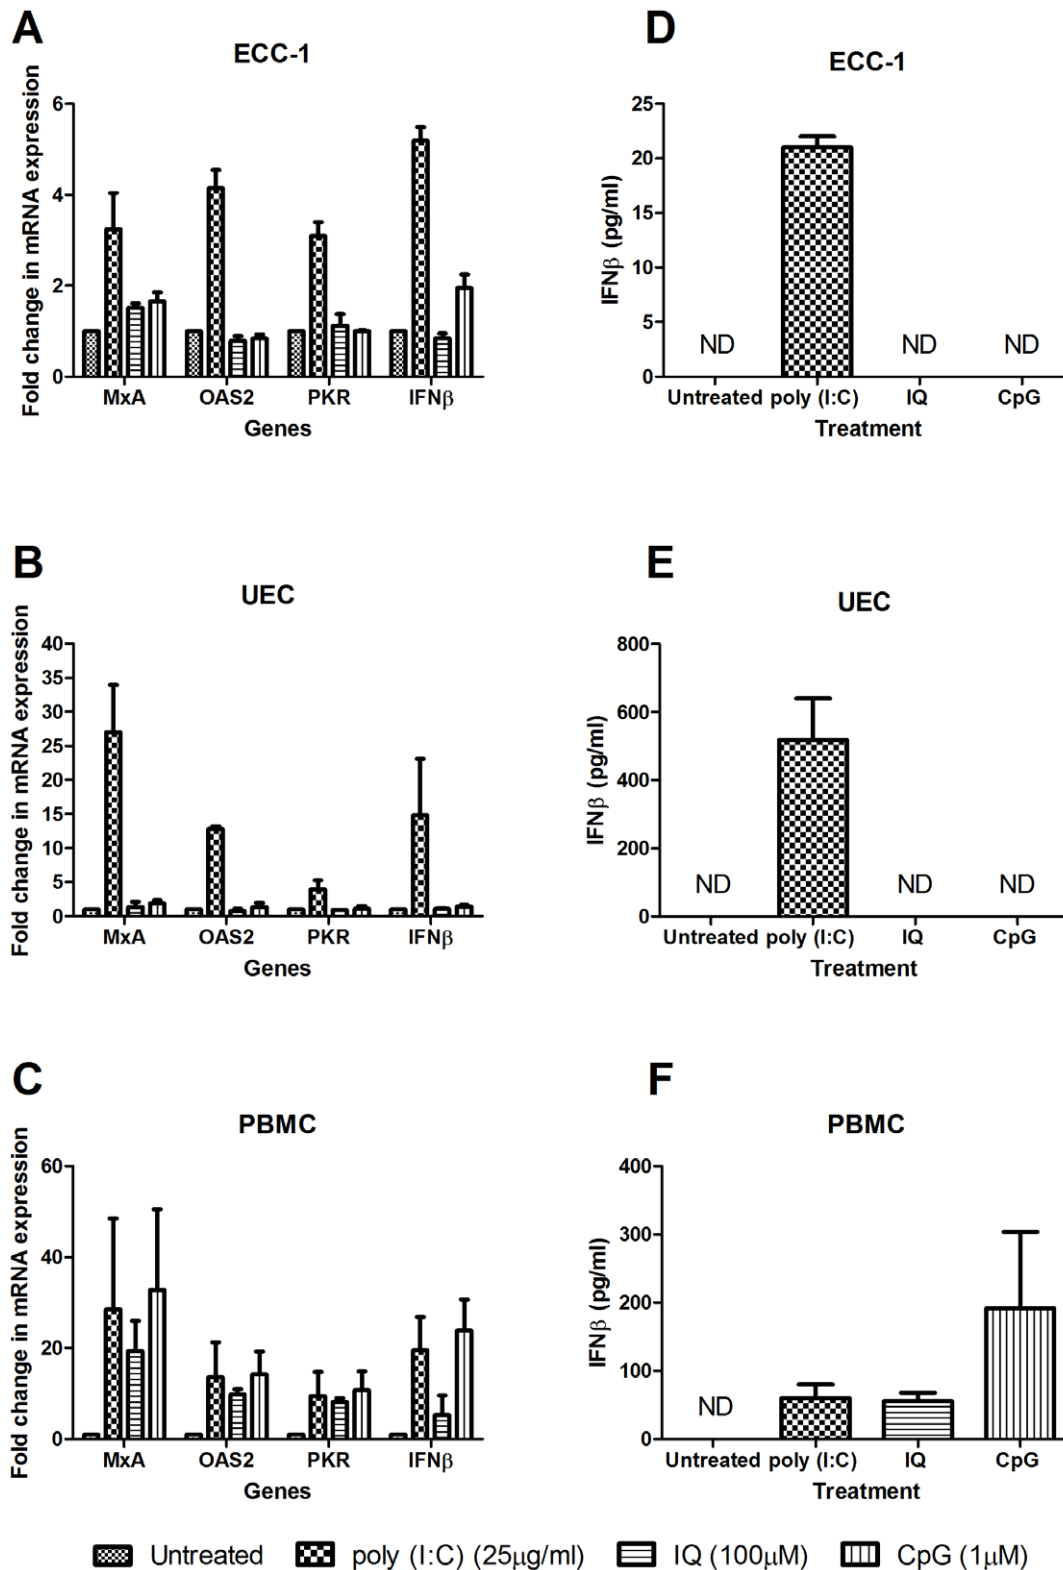 A
ECC-1
Fold change in mRNA expression
6
4
2
0
MxA OAS2 PKR IFNβ
Genes
D
ECC-1
IFNβ (pg/ml)
25
20
15
10
5
0
ND ND ND
Untreated poly (I:C) IQ CpG
Treatment
B
UEC
Fold change in mRNA expression
40
35
30
25
20
15
10
5
0
MxA OAS2 PKR IFNβ
Genes
E
UEC
IFNβ (pg/ml)
800
600
400
200
0
ND ND ND
Untreated poly (I:C) IQ CpG
Treatment
C
PBMC
Fold change in mRNA expression
60
40
20
0
MxA OAS2 PKR IFNβ
Genes
F
PBMC
IFNβ (pg/ml)
400
300
200
100
0
ND
Untreated poly (I:C) IQ CpG
Treatment
Untreated poly (I:C) (25μg/ml) IQ (100μM) CpG (1μM)